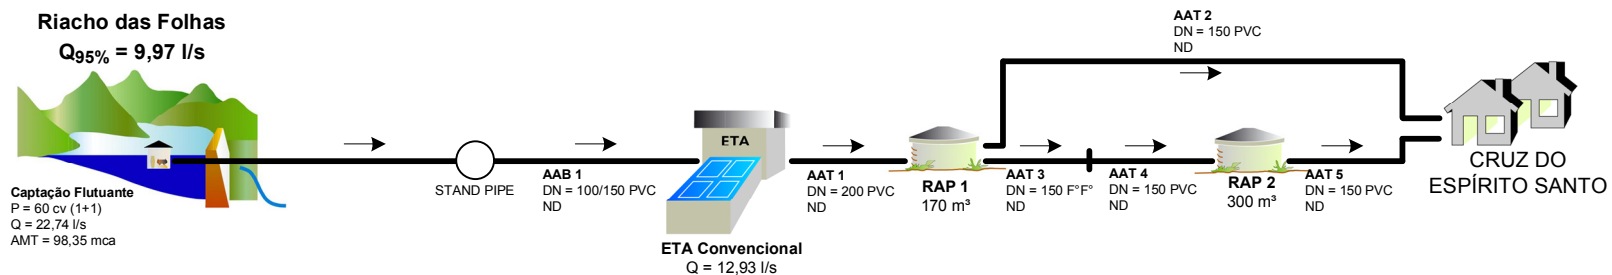 Riacho das Folhas
Q95% = 9,97 l/s
Captação Flutuante
P = 60 cv (1+1)
Q = 22,74 l/s
AMT = 98,35 mca
STAND PIPE
AAB 1
DN = 100/150 PVC
ND
ETA
ETA Convencional
Q = 12,93 l/s
AAT 1
DN = 200 PVC
ND
RAP 1
170 m³
AAT 2
DN = 150 PVC
ND
AAT 3
DN = 150 F°F°
ND
AAT 4
DN = 150 PVC
ND
RAP 2
300 m³
AAT 5
DN = 150 PVC
ND
CRUZ DO
ESPÍRITO SANTO